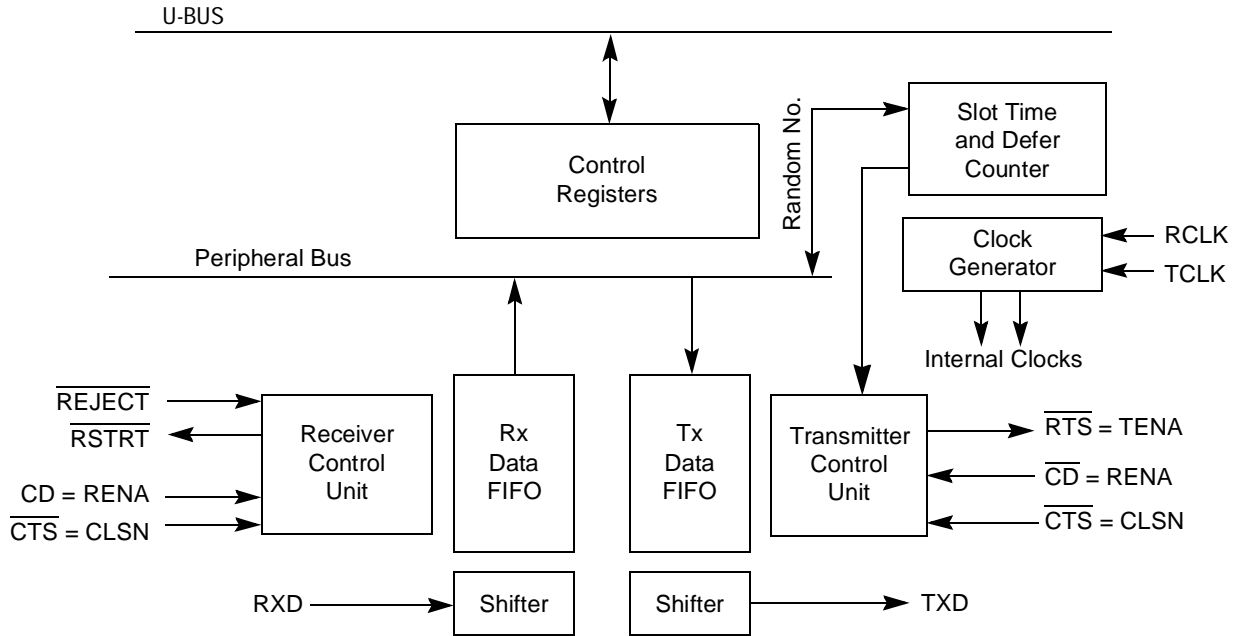 U-BUS
Control
Registers
Random No.
Slot Time
and Defer
Counter
Clock
Generator
RCLK
TCLK
Internal Clocks
Peripheral Bus
REJECT
RSTRT
CD = RENA
CTS = CLSN
Receiver
Control
Unit
Rx
Data
FIFO
Tx
Data
FIFO
Transmitter
Control
Unit
RTS = TENA
CD = RENA
CTS = CLSN
RXD
Shifter
Shifter
TXD